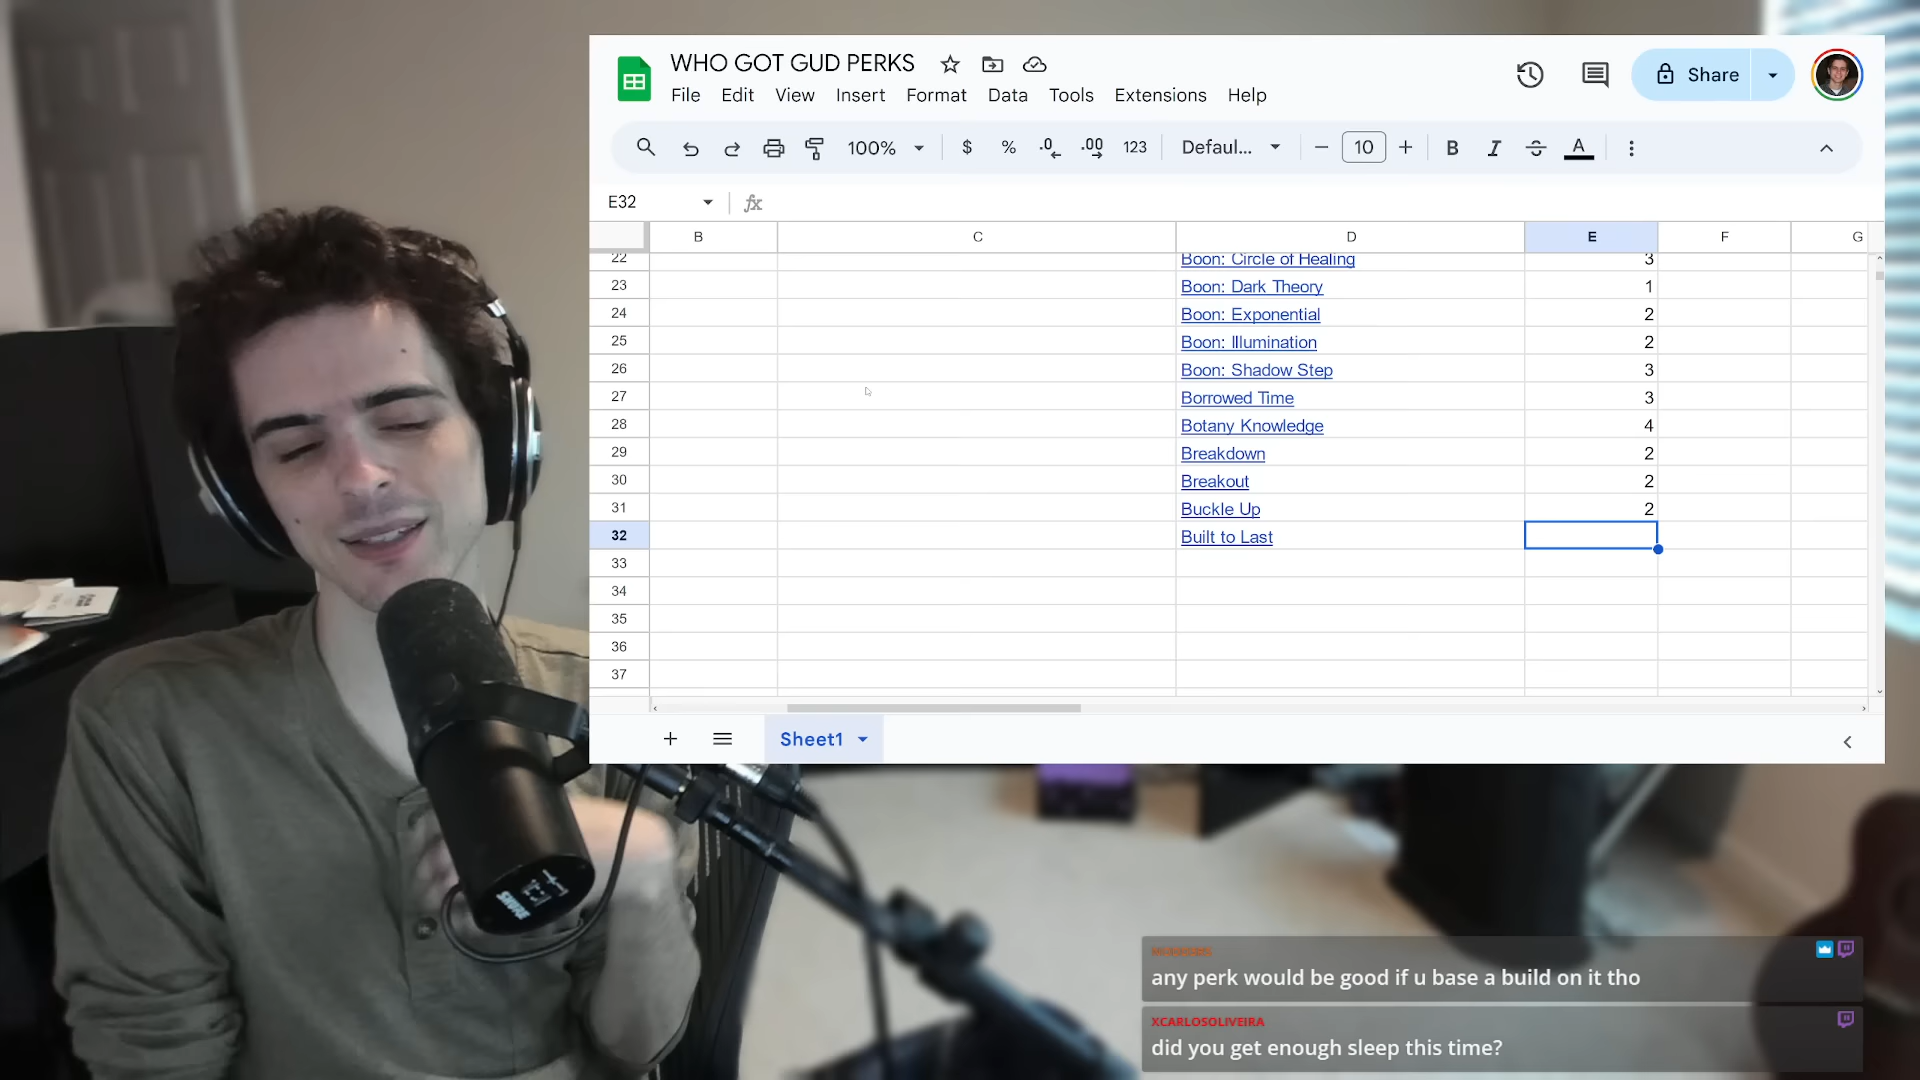 WHO GOT GUD PERKS
File Edit View Insert Format Data Tools Extensions Help
Share
100% $ % .0 .00 123 Defaul... − 10 + B I S A
E32 fx
B C D E F G
22 Boon: Circle of Healing 3
23 Boon: Dark Theory 1
24 Boon: Exponential 2
25 Boon: Illumination 2
26 Boon: Shadow Step 3
27 Borrowed Time 3
28 Botany Knowledge 4
29 Breakdown 2
30 Breakout 2
31 Buckle Up 2
32 Built to Last
33
34
35
36
37
+ Sheet1
SHURE
any perk would be good if u base a build on it tho
XCARLOSOLIVEIRA
did you get enough sleep this time?